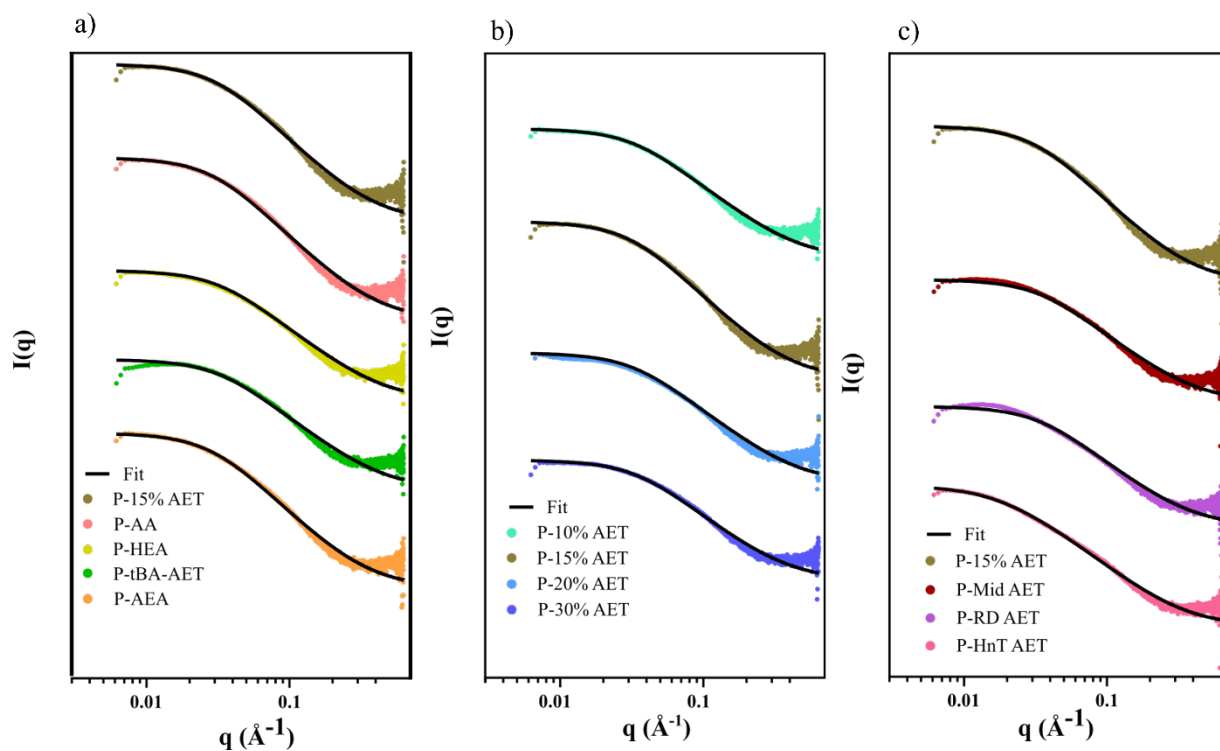 a)
I(q)
Fit
P-15% AET
P-AA
P-HEA
P-tBA-AET
P-AEA
0.01 0.1
q (Å⁻¹)
b)
I(q)
Fit
P-10% AET
P-15% AET
P-20% AET
P-30% AET
0.01 0.1
q (Å⁻¹)
c)
I(q)
Fit
P-15% AET
P-Mid AET
P-RD AET
P-HnT AET
0.01 0.1
q (Å⁻¹)